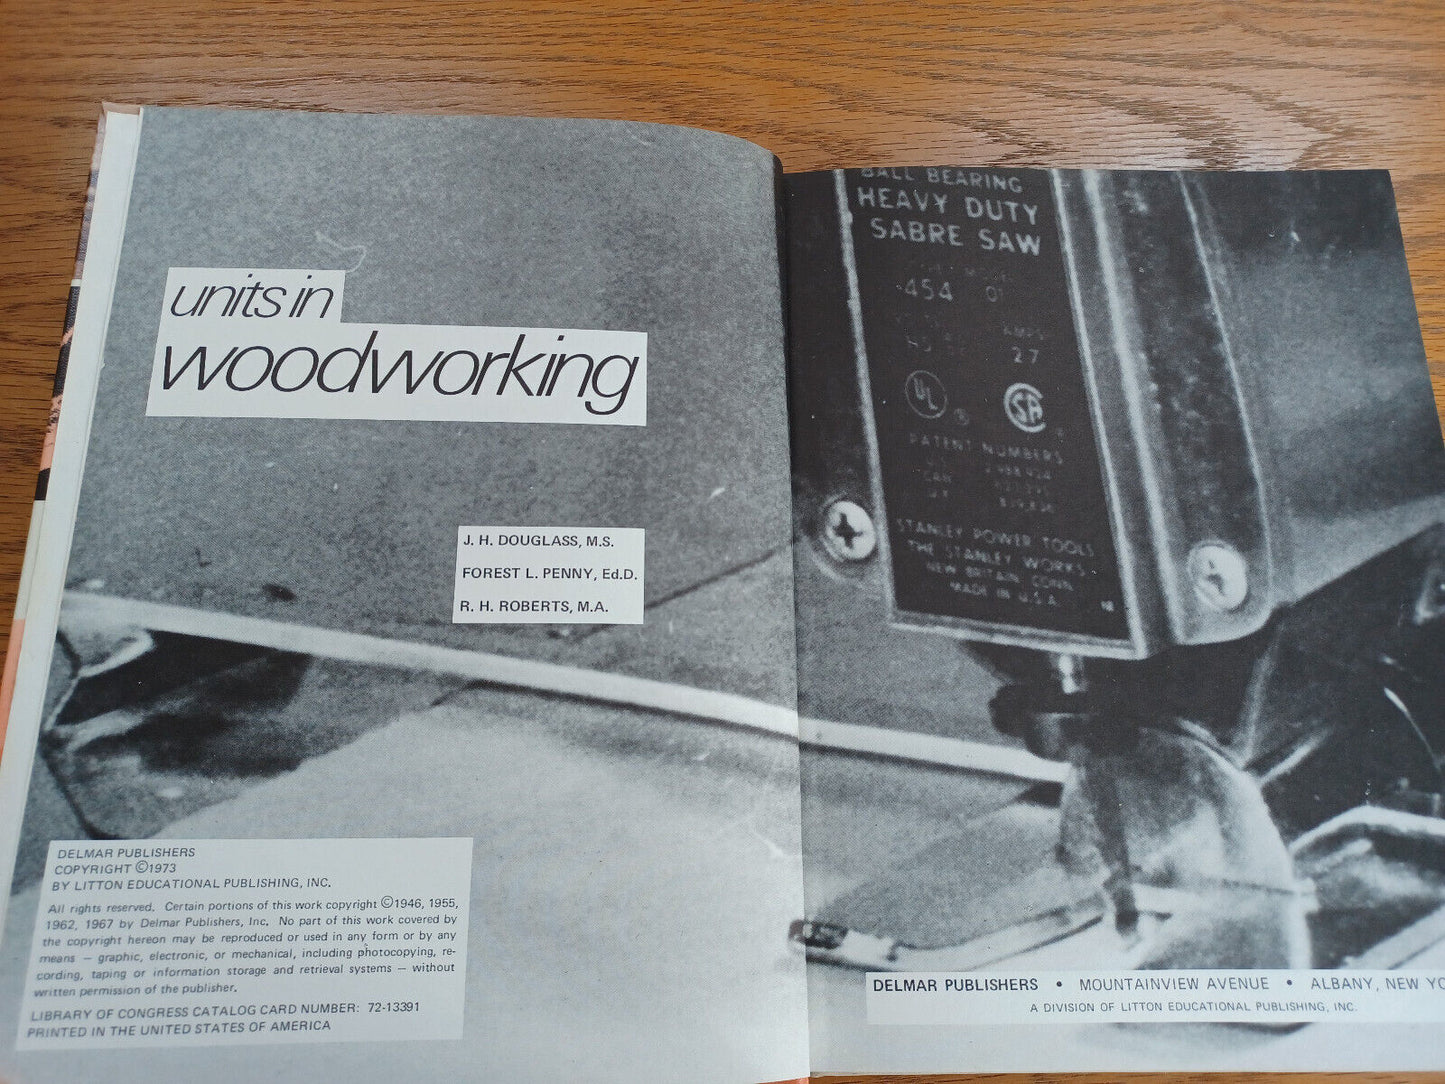 units in
woodworking
J. H. DOUGLASS, M.S.
FOREST L. PENNY, Ed.D.
R. H. ROBERTS, M.A.
DELMAR PUBLISHERS
COPYRIGHT ©1973
BY LITTON EDUCATIONAL PUBLISHING, INC.
All rights reserved. Certain portions of this work copyright ©1946, 1955,
1962, 1967 by Delmar Publishers, Inc. No part of this work covered by
the copyright hereon may be reproduced or used in any form or by any
means — graphic, electronic, or mechanical, including photocopying, re-
cording, taping or information storage and retrieval systems — without
written permission of the publisher.
LIBRARY OF CONGRESS CATALOG CARD NUMBER: 72-13391
PRINTED IN THE UNITED STATES OF AMERICA
BALL BEARING
HEAVY DUTY
SABRE SAW
454 01
AMPS
2.7
UL ® SA
PATENT NUMBERS
STANLEY POWER TOOLS
THE STANLEY WORKS
NEW BRITAIN, CONN.
MADE IN U.S.A.
DELMAR PUBLISHERS • MOUNTAINVIEW AVENUE • ALBANY, NEW YO
A DIVISION OF LITTON EDUCATIONAL PUBLISHING, INC.